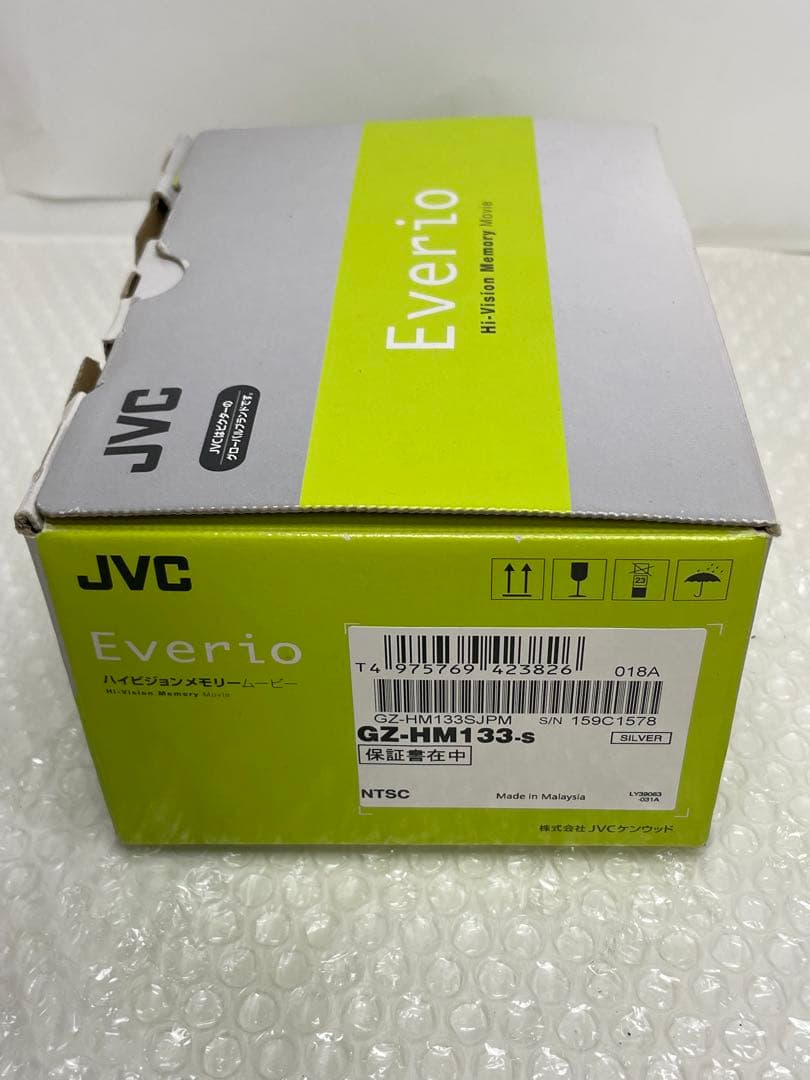 Everio
Hi-Vision Memory Movie
JVC
JVCはビクターの
グローバルブランドです。
JVC
23
Everio
ハイビジョンメモリームービー
Hi-Vision Memory Movie
T4 975769 423826
018A
GZ-HM133SJPM S/N 159C1578
GZ-HM133-s
SILVER
保証書在中
NTSC
Made in Malaysia
LY39063
-031A
株式会社 JVCケンウッド